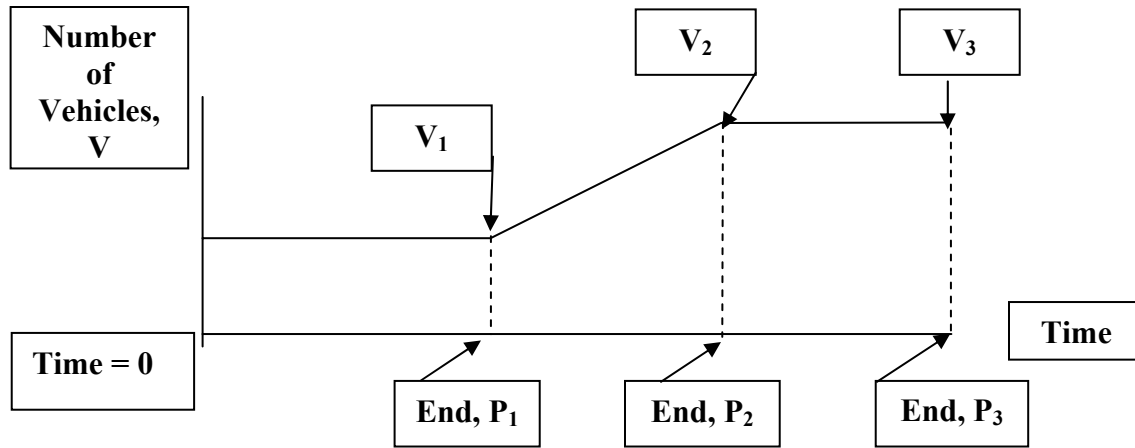 Number
of
Vehicles,
V
V₁
V₂
V₃
Time = 0
Time
End, P₁
End, P₂
End, P₃